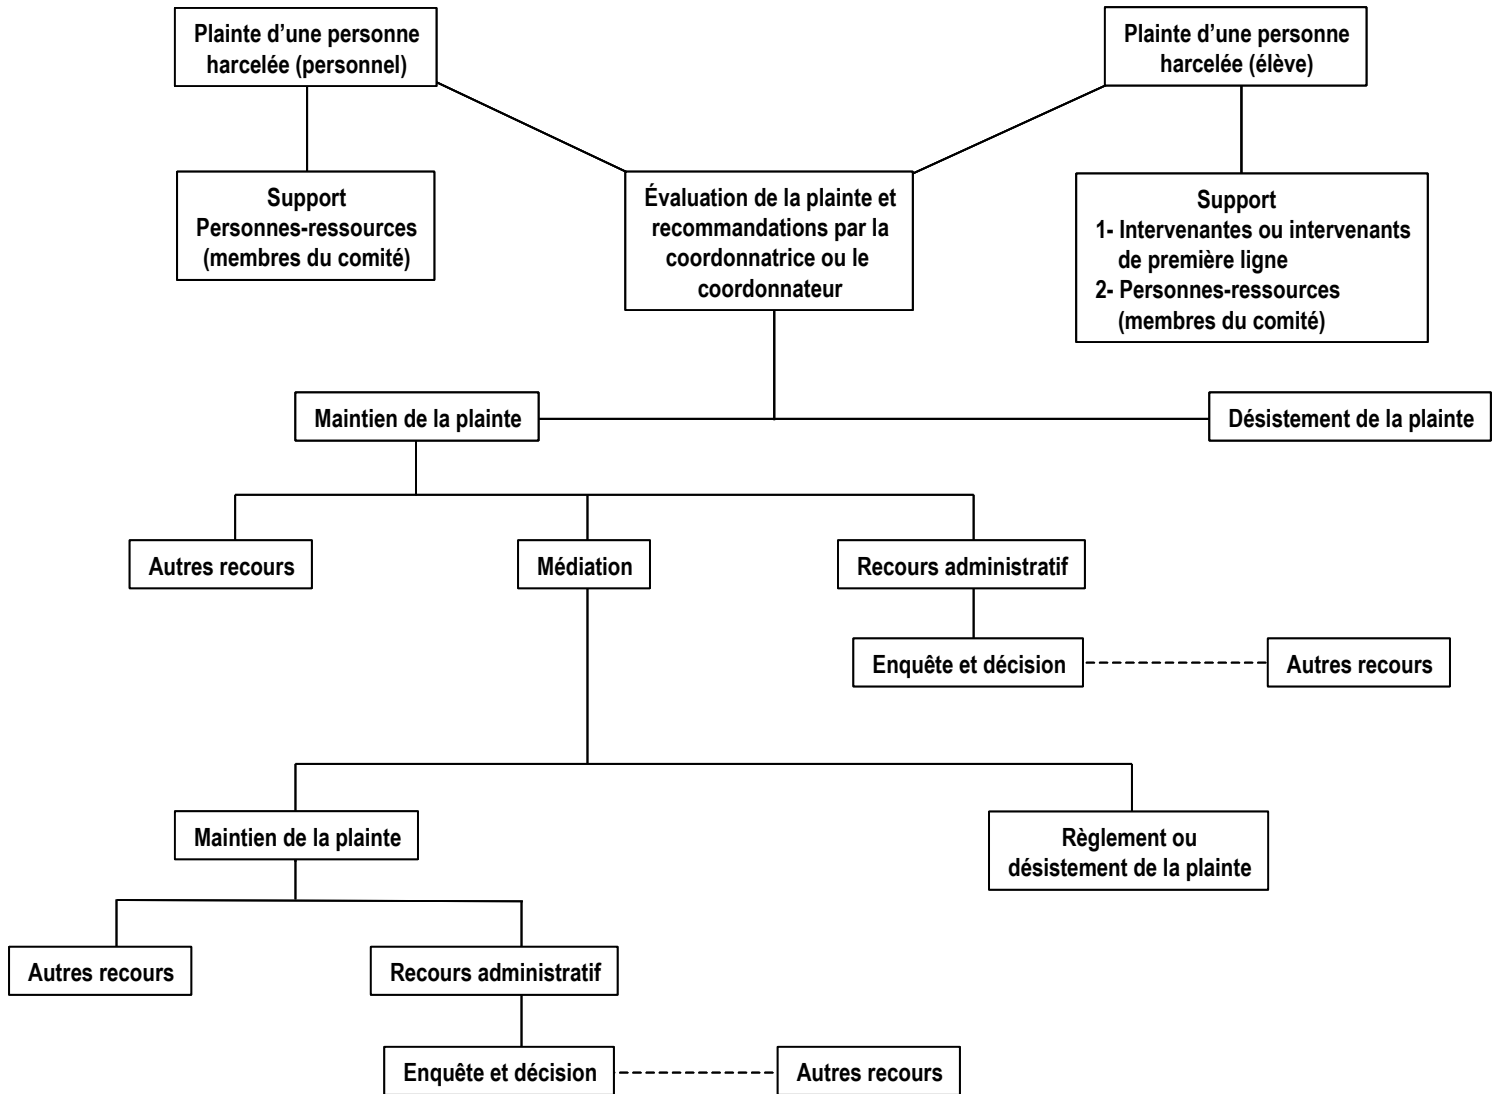 Plainte d’une personne
harcelée (personnel)
Plainte d’une personne
harcelée (élève)
Support
Personnes-ressources
(membres du comité)
Évaluation de la plainte et
recommandations par la
coordonnatrice ou le
coordonnateur
Support
1- Intervenantes ou intervenants
de première ligne
2- Personnes-ressources
(membres du comité)
Maintien de la plainte
Désistement de la plainte
Autres recours
Médiation
Recours administratif
Enquête et décision
Autres recours
Maintien de la plainte
Règlement ou
désistement de la plainte
Autres recours
Recours administratif
Enquête et décision
Autres recours